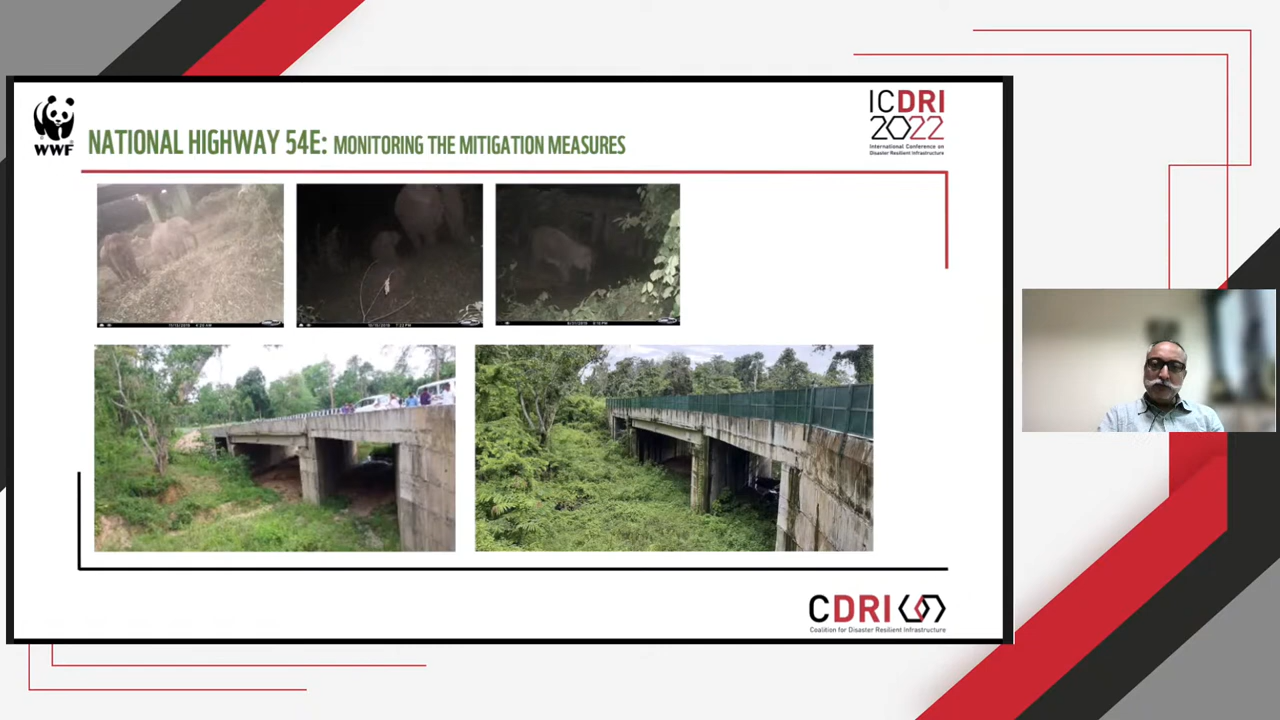 WWF
NATIONAL HIGHWAY 54E: MONITORING THE MITIGATION MEASURES
ICDRI
2022
International Conference on
Disaster Resilient Infrastructure
CDRI
Coalition for Disaster Resilient Infrastructure